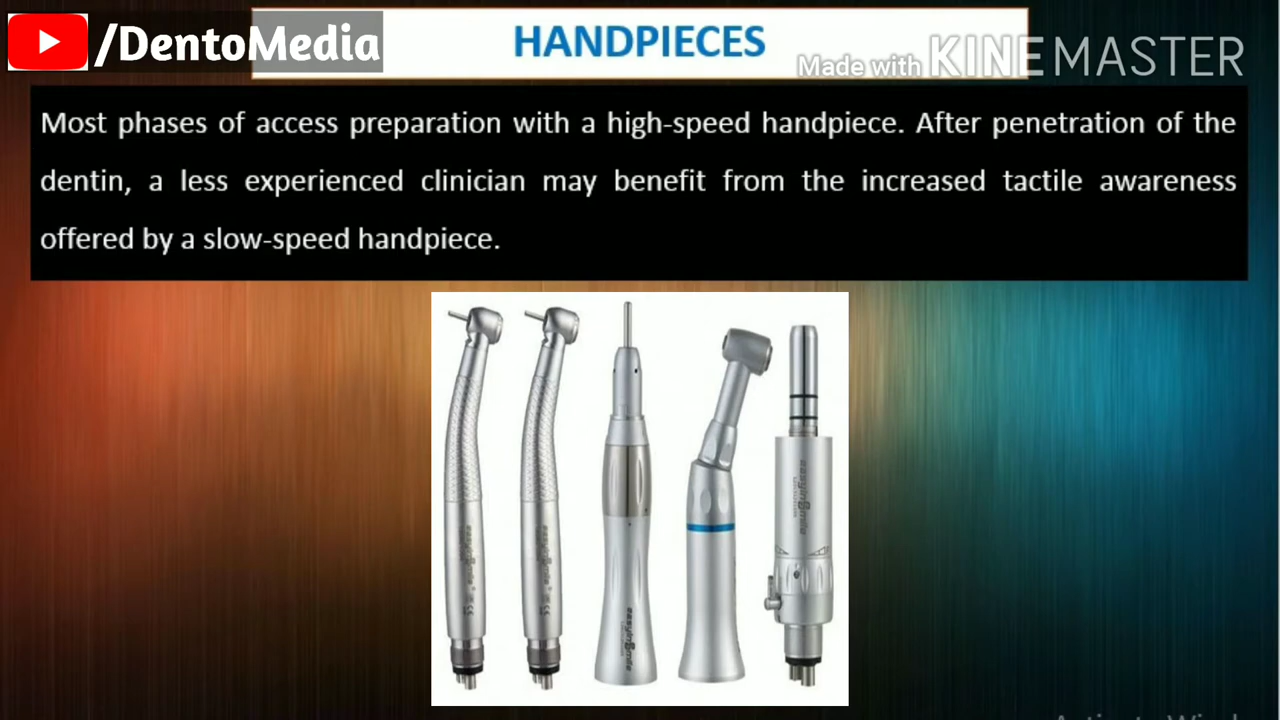 /DentoMedia
HANDPIECES
Made with KINEMASTER
Most phases of access preparation with a high-speed handpiece. After penetration of the
dentin, a less experienced clinician may benefit from the increased tactile awareness
offered by a slow-speed handpiece.